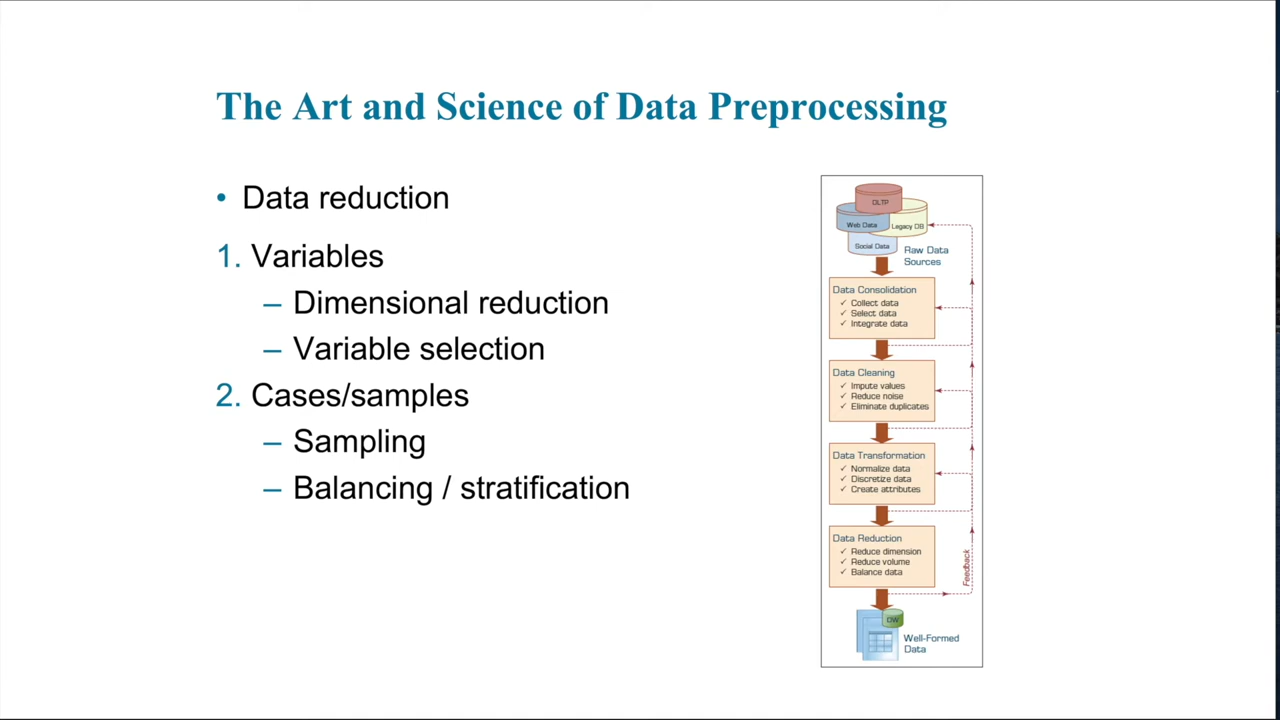 The Art and Science of Data Preprocessing
• Data reduction
1. Variables
– Dimensional reduction
– Variable selection
2. Cases/samples
– Sampling
– Balancing / stratification
OLTP
Web Data
Legacy DB
Social Data
Raw Data
Sources
Data Consolidation
✓ Collect data
✓ Select data
✓ Integrate data
Data Cleaning
✓ Impute values
✓ Reduce noise
✓ Eliminate duplicates
Data Transformation
✓ Normalize data
✓ Discretize data
✓ Create attributes
Data Reduction
✓ Reduce dimension
✓ Reduce volume
✓ Balance data
Feedback
DW
Well-Formed
Data